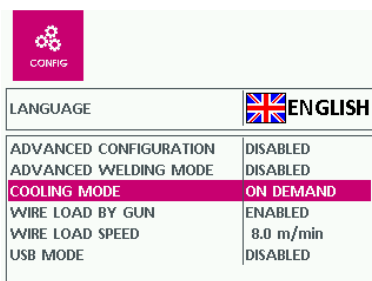 CONFIG
LANGUAGE ENGLISH
ADVANCED CONFIGURATION DISABLED
ADVANCED WELDING MODE DISABLED
COOLING MODE ON DEMAND
WIRE LOAD BY GUN ENABLED
WIRE LOAD SPEED 8.0 m/min
USB MODE DISABLED